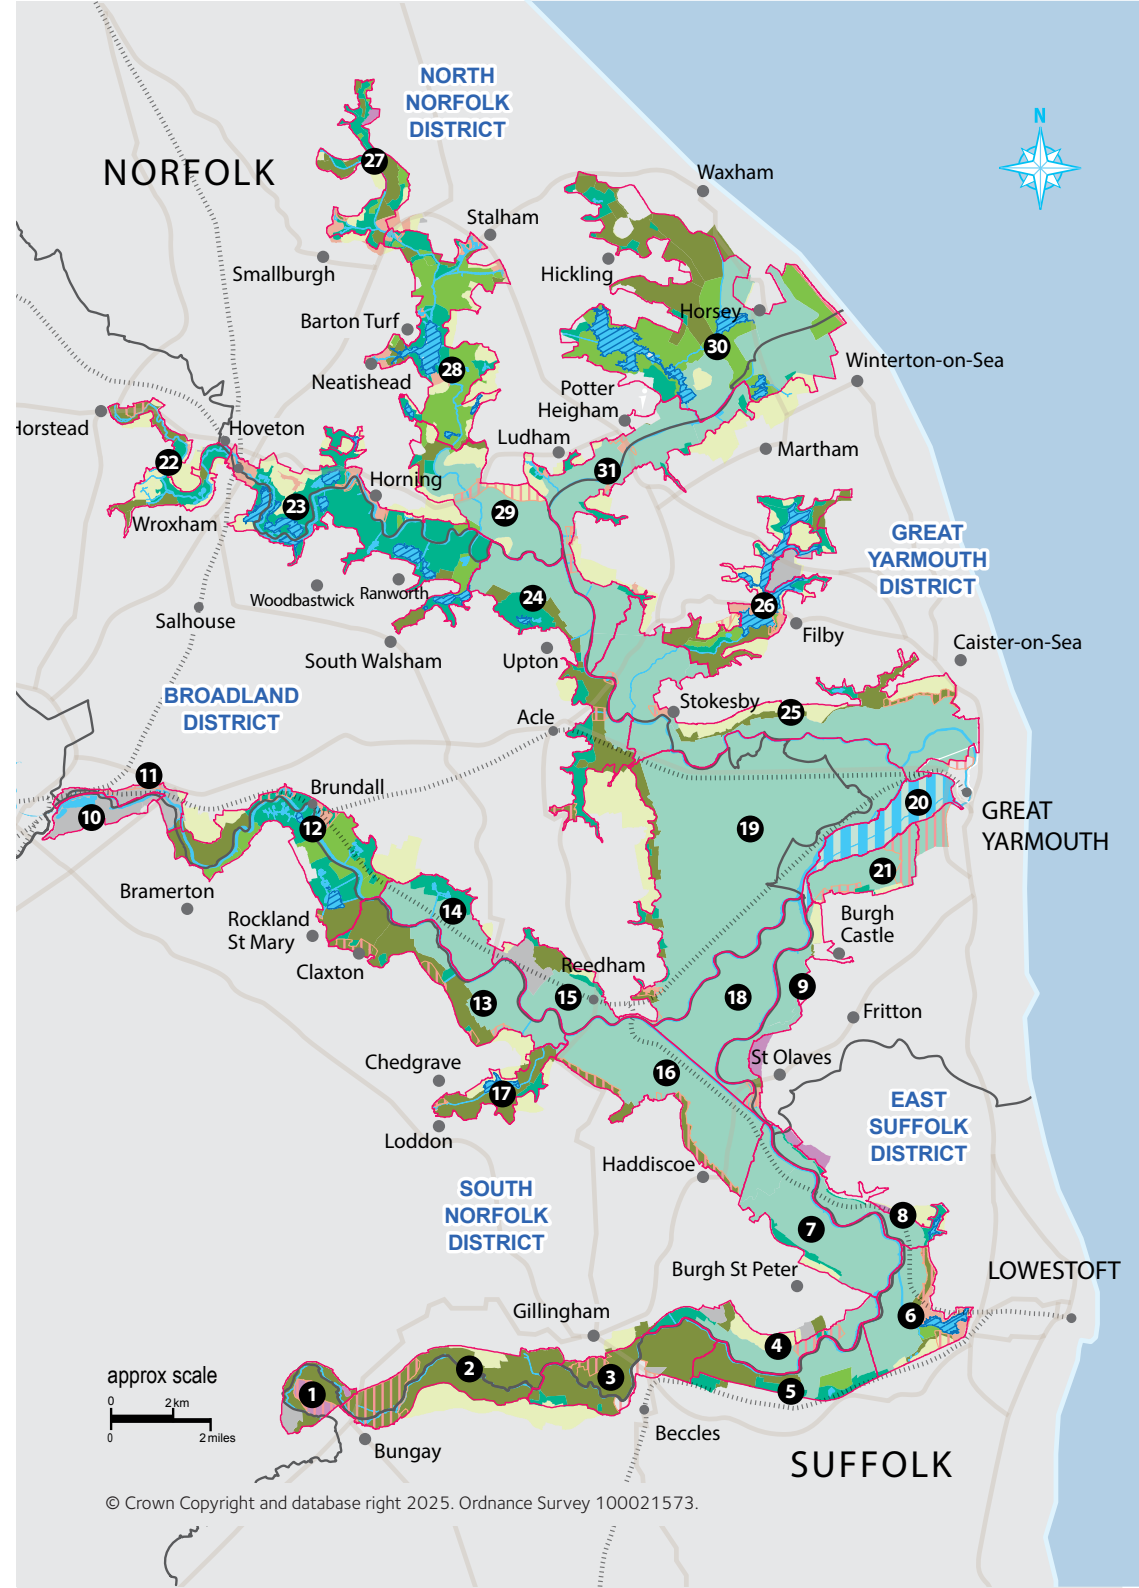 NORTH
NORFOLK
DISTRICT
N
NORFOLK
27
Waxham
Stalham
Smallburgh
Hickling
Horsey
Barton Turf
30
28
Winterton-on-Sea
Neatishead
Potter
Heigham
Horstead
Hoveton
Ludham
Martham
22
31
Horning
23
29
Wroxham
GREAT
YARMOUTH
DISTRICT
Woodbastwick
Ranworth
24
26
Salhouse
Filby
South Walsham
Upton
Caister-on-Sea
BROADLAND
DISTRICT
Stokesby
25
Acle
11
Brundall
10
12
20
GREAT
YARMOUTH
19
21
Bramerton
14
Rockland
St Mary
Burgh
Castle
Claxton
Reedham
9
13
15
18
Fritton
Chedgrave
St Olaves
16
17
EAST
SUFFOLK
DISTRICT
Loddon
Haddiscoe
SOUTH
NORFOLK
DISTRICT
8
7
Burgh St Peter
LOWESTOFT
Gillingham
6
4
2
3
approx scale
1
5
0
2 km
0
2 miles
Beccles
Bungay
SUFFOLK
© Crown Copyright and database right 2025. Ordnance Survey 100021573.